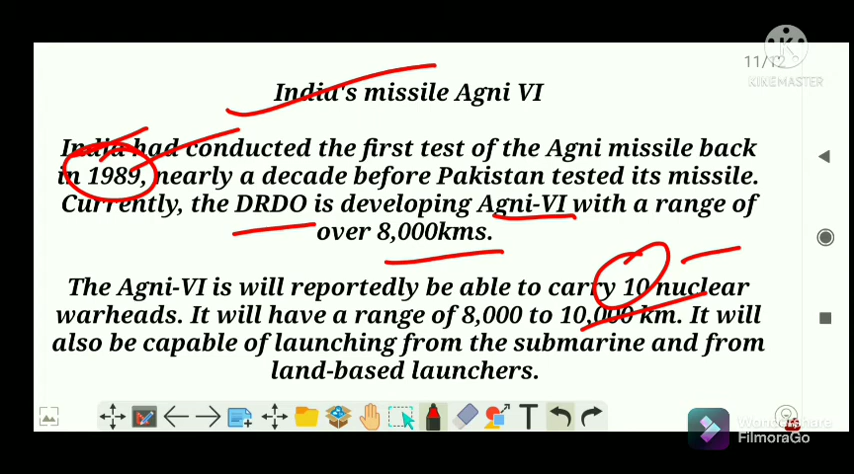 11/12
KINEMASTER
India's missile Agni VI
India had conducted the first test of the Agni missile back
in 1989, nearly a decade before Pakistan tested its missile.
Currently, the DRDO is developing Agni-VI with a range of
over 8,000kms.
The Agni-VI is will reportedly be able to carry 10 nuclear
warheads. It will have a range of 8,000 to 10,000 km. It will
also be capable of launching from the submarine and from
land-based launchers.
T
Wondershare
FilmoraGo